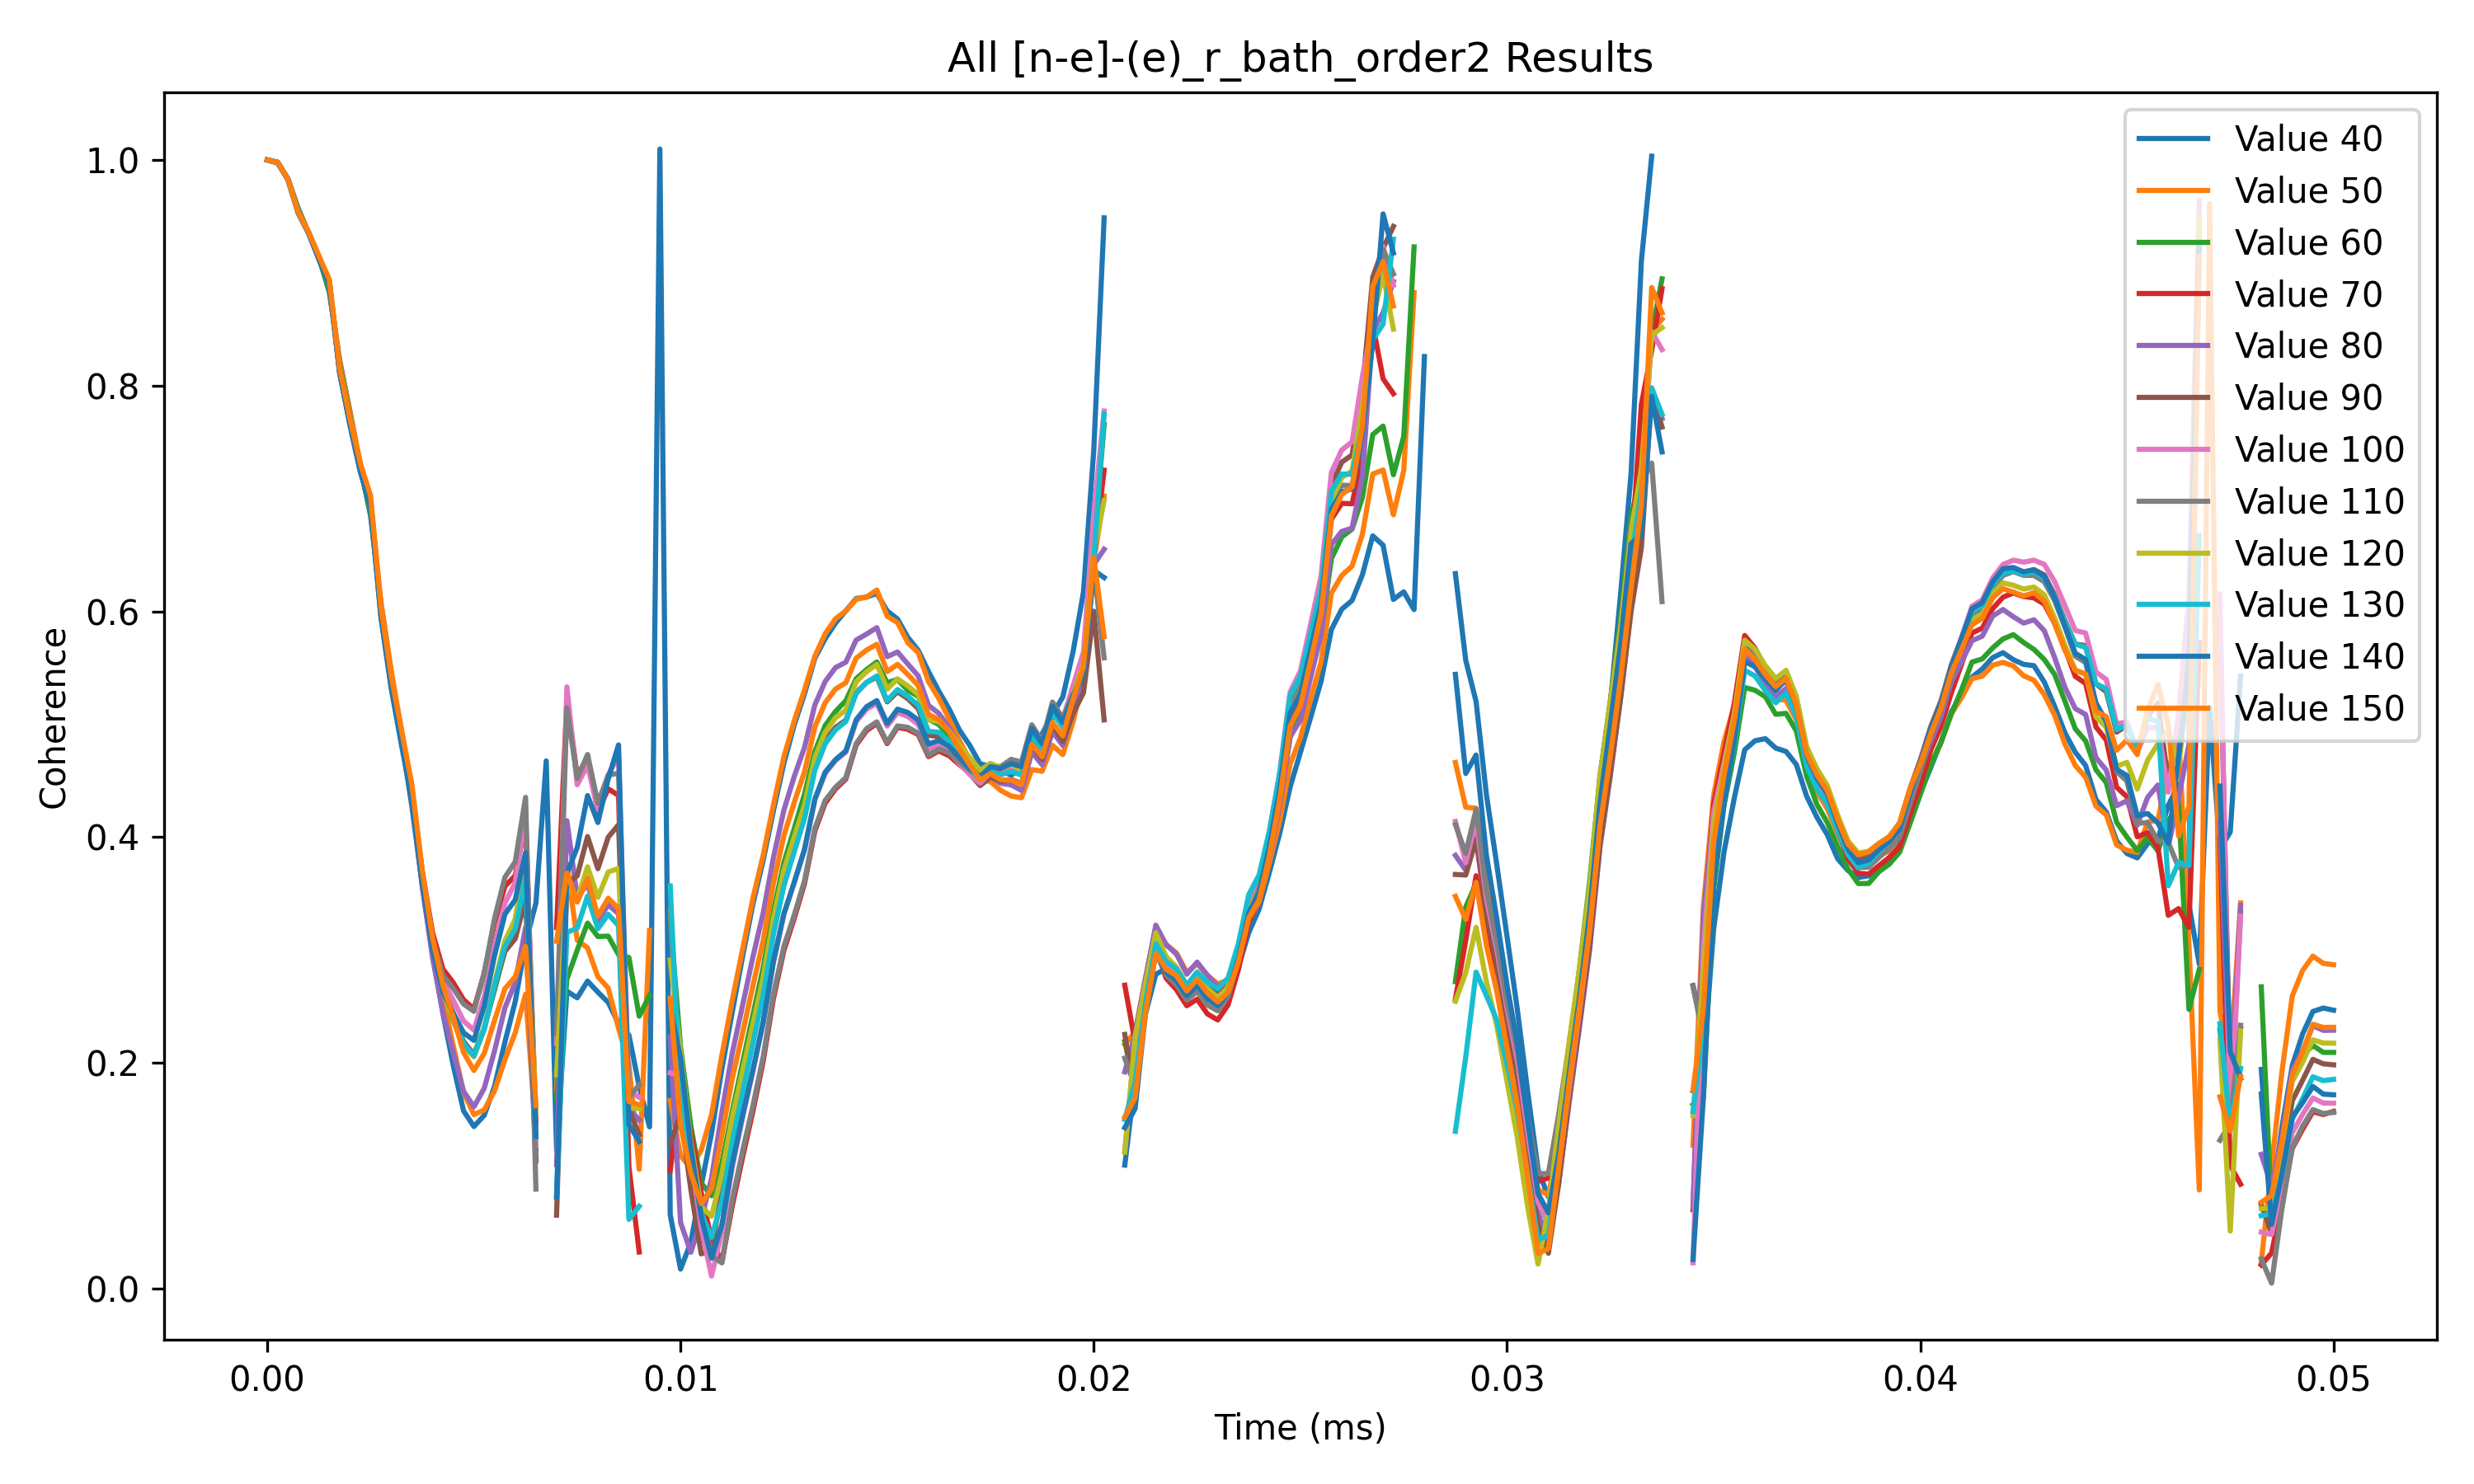 All [n-e]-(e)_r_bath_order2 Results
Coherence
1.0
0.8
0.6
0.4
0.2
0.0
0.00
0.01
0.02
0.03
0.04
0.05
Time (ms)
Value 40
Value 50
Value 60
Value 70
Value 80
Value 90
Value 100
Value 110
Value 120
Value 130
Value 140
Value 150